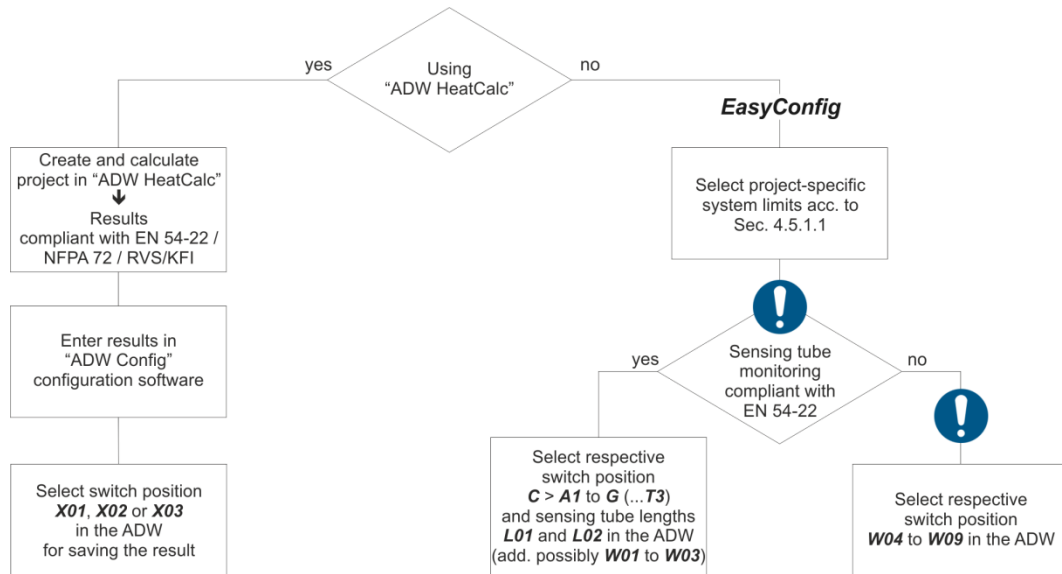 Using
“ADW HeatCalc”
yes
no
EasyConfig
Create and calculate
project in “ADW HeatCalc”
🡻
Results
compliant with EN 54-22 /
NFPA 72 / RVS/KFI
Select project-specific
system limits acc. to
Sec. 4.5.1.1
Enter results in
“ADW Config”
configuration software
!
Sensing tube
monitoring
compliant with
EN 54-22
yes
no
!
Select switch position
X01, X02 or X03
in the ADW
for saving the result
Select respective
switch position
C > A1 to G (...T3)
and sensing tube lengths
L01 and L02 in the ADW
(add. possibly W01 to W03)
Select respective
switch position
W04 to W09 in the ADW